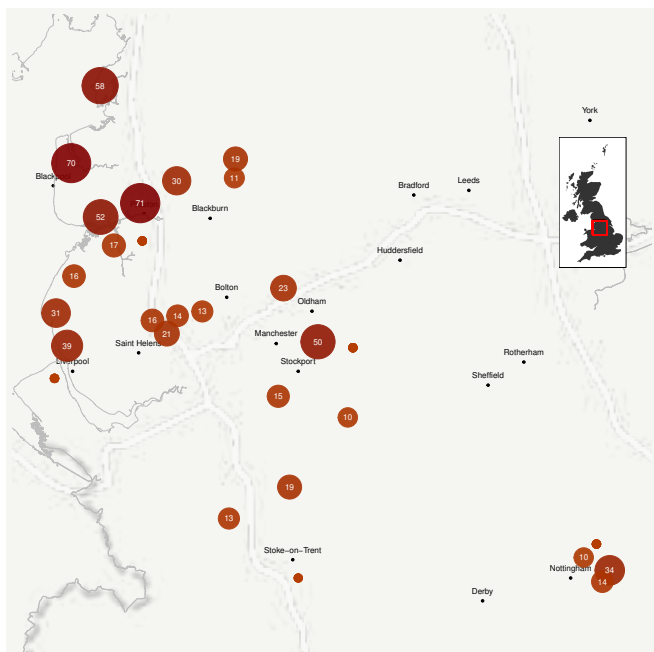 58
York
70
19
11
30
Blackpool
Bradford
Leeds
71
52
Blackburn
17
Huddersfield
16
Bolton
23
Oldham
31
16
14
13
21
Manchester
50
Saint Helens
39
Liverpool
Stockport
Rotherham
Sheffield
15
10
19
13
Stoke−on−Trent
10
Nottingham
34
14
Derby